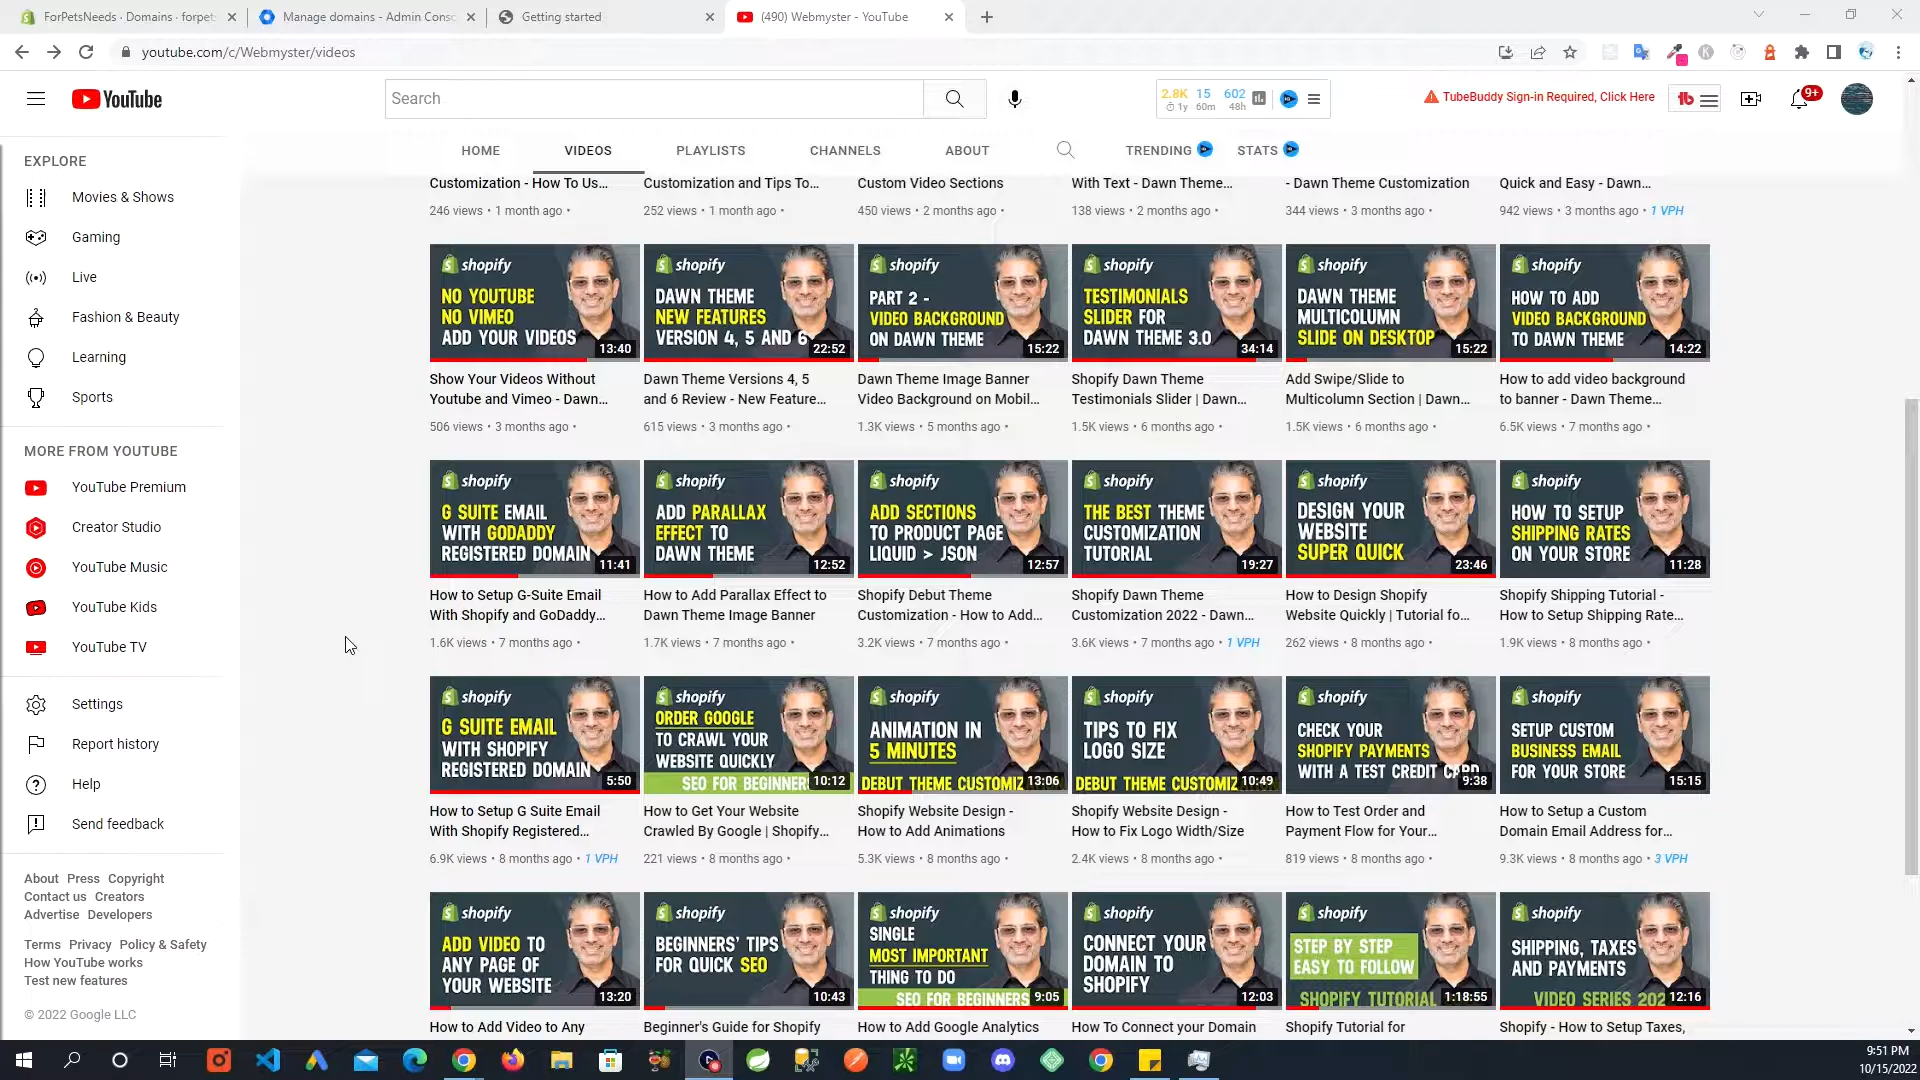 ForPetsNeeds · Domains · forpet
Manage domains - Admin Conso
Getting started
(490) Webmyster - YouTube
youtube.com/c/Webmyster/videos
YouTube
Search
2.8K 15 602
1y 60m 48h
TubeBuddy Sign-in Required, Click Here
9+
HOME VIDEOS PLAYLISTS CHANNELS ABOUT TRENDING STATS
EXPLORE
Movies & Shows
Gaming
Live
Fashion & Beauty
Learning
Sports
MORE FROM YOUTUBE
YouTube Premium
Creator Studio
YouTube Music
YouTube Kids
YouTube TV
Settings
Report history
Help
Send feedback
About Press Copyright
Contact us Creators
Advertise Developers
Terms Privacy Policy & Safety
How YouTube works
Test new features
© 2022 Google LLC
Customization - How To Us...
246 views • 1 month ago •
Customization and Tips To...
252 views • 1 month ago •
Custom Video Sections
450 views • 2 months ago •
With Text - Dawn Theme...
138 views • 2 months ago •
- Dawn Theme Customization
344 views • 3 months ago •
Quick and Easy - Dawn...
942 views • 3 months ago • 1 VPH
shopify
NO YOUTUBE
NO VIMEO
ADD YOUR VIDEOS
13:40
Show Your Videos Without
Youtube and Vimeo - Dawn...
506 views • 3 months ago •
shopify
DAWN THEME
NEW FEATURES
VERSION 4, 5 AND 6
22:52
Dawn Theme Versions 4, 5
and 6 Review - New Feature...
615 views • 3 months ago •
shopify
PART 2 -
VIDEO BACKGROUND
ON DAWN THEME
15:22
Dawn Theme Image Banner
Video Background on Mobil...
1.3K views • 5 months ago •
shopify
TESTIMONIALS
SLIDER FOR
DAWN THEME 3.0
34:14
Shopify Dawn Theme
Testimonials Slider | Dawn...
1.5K views • 6 months ago •
shopify
DAWN THEME
MULTICOLUMN
SLIDE ON DESKTOP
15:22
Add Swipe/Slide to
Multicolumn Section | Dawn...
1.5K views • 6 months ago •
shopify
HOW TO ADD
VIDEO BACKGROUND
TO DAWN THEME
14:22
How to add video background
to banner - Dawn Theme...
6.5K views • 7 months ago •
shopify
G SUITE EMAIL
WITH GODADDY
REGISTERED DOMAIN
11:41
How to Setup G-Suite Email
With Shopify and GoDaddy...
1.6K views • 7 months ago •
shopify
ADD PARALLAX
EFFECT TO
DAWN THEME
12:52
How to Add Parallax Effect to
Dawn Theme Image Banner
1.7K views • 7 months ago •
shopify
ADD SECTIONS
TO PRODUCT PAGE
LIQUID > JSON
12:57
Shopify Debut Theme
Customization - How to Add...
3.2K views • 7 months ago •
shopify
THE BEST THEME
CUSTOMIZATION
TUTORIAL
19:27
Shopify Dawn Theme
Customization 2022 - Dawn...
3.6K views • 7 months ago • 1 VPH
shopify
DESIGN YOUR
WEBSITE
SUPER QUICK
23:46
How to Design Shopify
Website Quickly | Tutorial fo...
262 views • 8 months ago •
shopify
HOW TO SETUP
SHIPPING RATES
ON YOUR STORE
11:28
Shopify Shipping Tutorial -
How to Setup Shipping Rate...
1.9K views • 8 months ago •
shopify
G SUITE EMAIL
WITH SHOPIFY
REGISTERED DOMAIN
5:50
How to Setup G Suite Email
With Shopify Registered...
6.9K views • 8 months ago • 1 VPH
shopify
ORDER GOOGLE
TO CRAWL YOUR
WEBSITE QUICKLY
SEO FOR BEGINNERS
10:12
How to Get Your Website
Crawled By Google | Shopify...
221 views • 8 months ago •
shopify
ANIMATION IN
5 MINUTES
DEBUT THEME CUSTOMIZ
13:06
Shopify Website Design -
How to Add Animations
5.3K views • 8 months ago •
shopify
TIPS TO FIX
LOGO SIZE
DEBUT THEME CUSTOMIZ
10:49
Shopify Website Design -
How to Fix Logo Width/Size
2.4K views • 8 months ago •
shopify
CHECK YOUR
SHOPIFY PAYMENTS
WITH A TEST CREDIT CARD
9:38
How to Test Order and
Payment Flow for Your...
819 views • 8 months ago •
shopify
SETUP CUSTOM
BUSINESS EMAIL
FOR YOUR STORE
15:15
How to Setup a Custom
Domain Email Address for...
9.3K views • 8 months ago • 3 VPH
shopify
ADD VIDEO TO
ANY PAGE OF
YOUR WEBSITE
13:20
How to Add Video to Any
shopify
BEGINNERS' TIPS
FOR QUICK SEO
10:43
Beginner's Guide for Shopify
shopify
SINGLE
MOST IMPORTANT
THING TO DO
SEO FOR BEGINNERS
9:05
How to Add Google Analytics
shopify
CONNECT YOUR
DOMAIN TO
SHOPIFY
12:03
How To Connect your Domain
shopify
STEP BY STEP
EASY TO FOLLOW
SHOPIFY TUTORIAL
1:18:55
Shopify Tutorial for
shopify
SHIPPING, TAXES
AND PAYMENTS
VIDEO SERIES 202
12:16
Shopify - How to Setup Taxes,
9:51 PM
10/15/2022